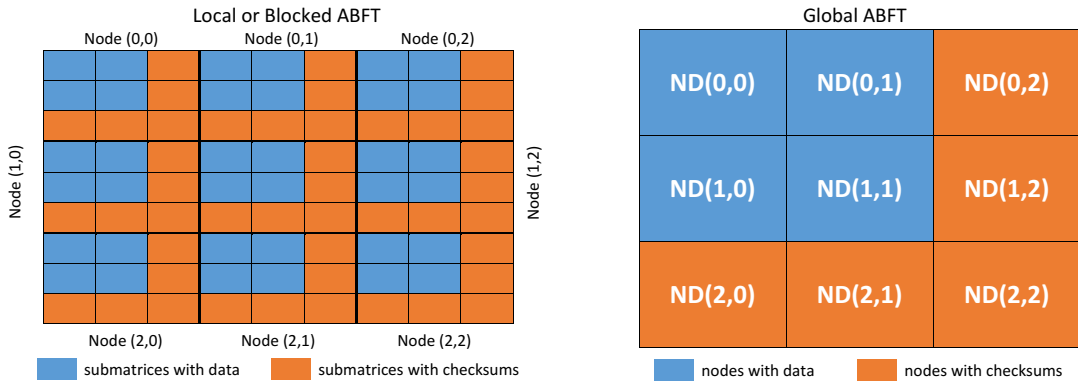 Local or Blocked ABFT
Node (0,0) Node (0,1) Node (0,2)
Node (1,0)
Node (1,2)
Node (2,0) Node (2,1) Node (2,2)
submatrices with data submatrices with checksums
Global ABFT
ND(0,0) ND(0,1) ND(0,2)
ND(1,0) ND(1,1) ND(1,2)
ND(2,0) ND(2,1) ND(2,2)
nodes with data nodes with checksums